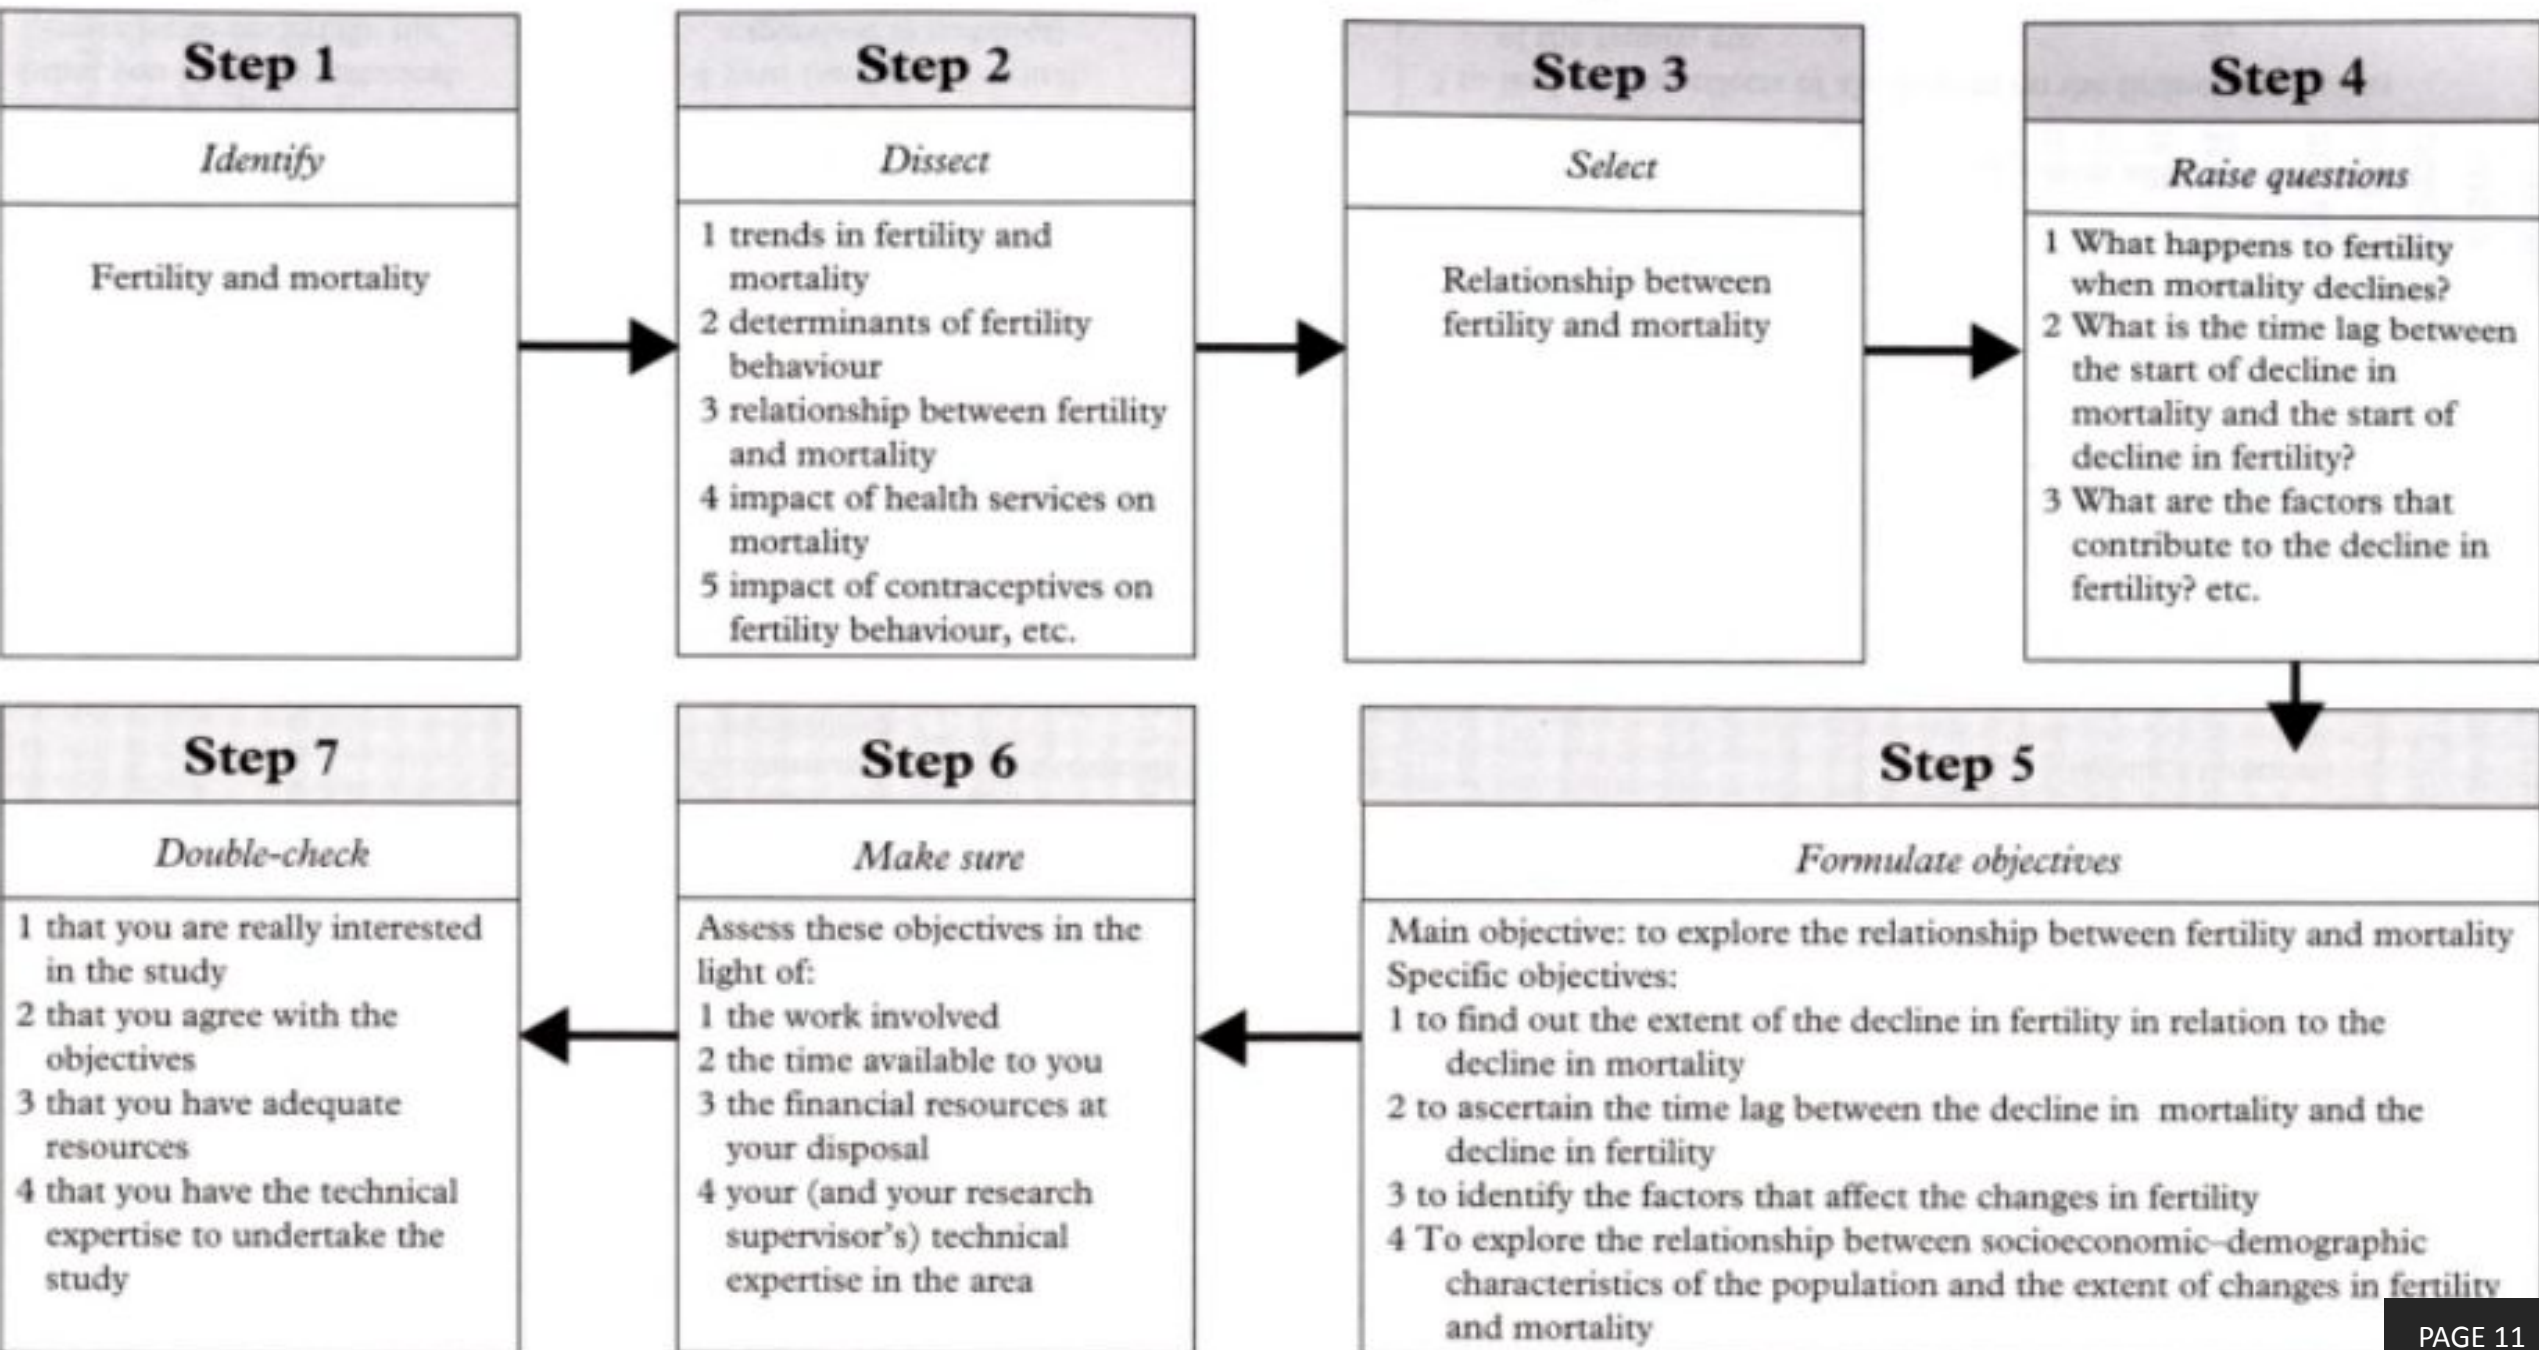 Step 1
Identify
Fertility and mortality
Step 2
Dissect
1 trends in fertility and
mortality
2 determinants of fertility
behaviour
3 relationship between fertility
and mortality
4 impact of health services on
mortality
5 impact of contraceptives on
fertility behaviour, etc.
Step 3
Select
Relationship between
fertility and mortality
Step 4
Raise questions
1 What happens to fertility
when mortality declines?
2 What is the time lag between
the start of decline in
mortality and the start of
decline in fertility?
3 What are the factors that
contribute to the decline in
fertility? etc.
Step 5
Formulate objectives
Main objective: to explore the relationship between fertility and mortality
Specific objectives:
1 to find out the extent of the decline in fertility in relation to the
decline in mortality
2 to ascertain the time lag between the decline in mortality and the
decline in fertility
3 to identify the factors that affect the changes in fertility
4 To explore the relationship between socioeconomic–demographic
characteristics of the population and the extent of changes in fertility
and mortality
Step 6
Make sure
Assess these objectives in the
light of:
1 the work involved
2 the time available to you
3 the financial resources at
your disposal
4 your (and your research
supervisor's) technical
expertise in the area
Step 7
Double-check
1 that you are really interested
in the study
2 that you agree with the
objectives
3 that you have adequate
resources
4 that you have the technical
expertise to undertake the
study
PAGE 11